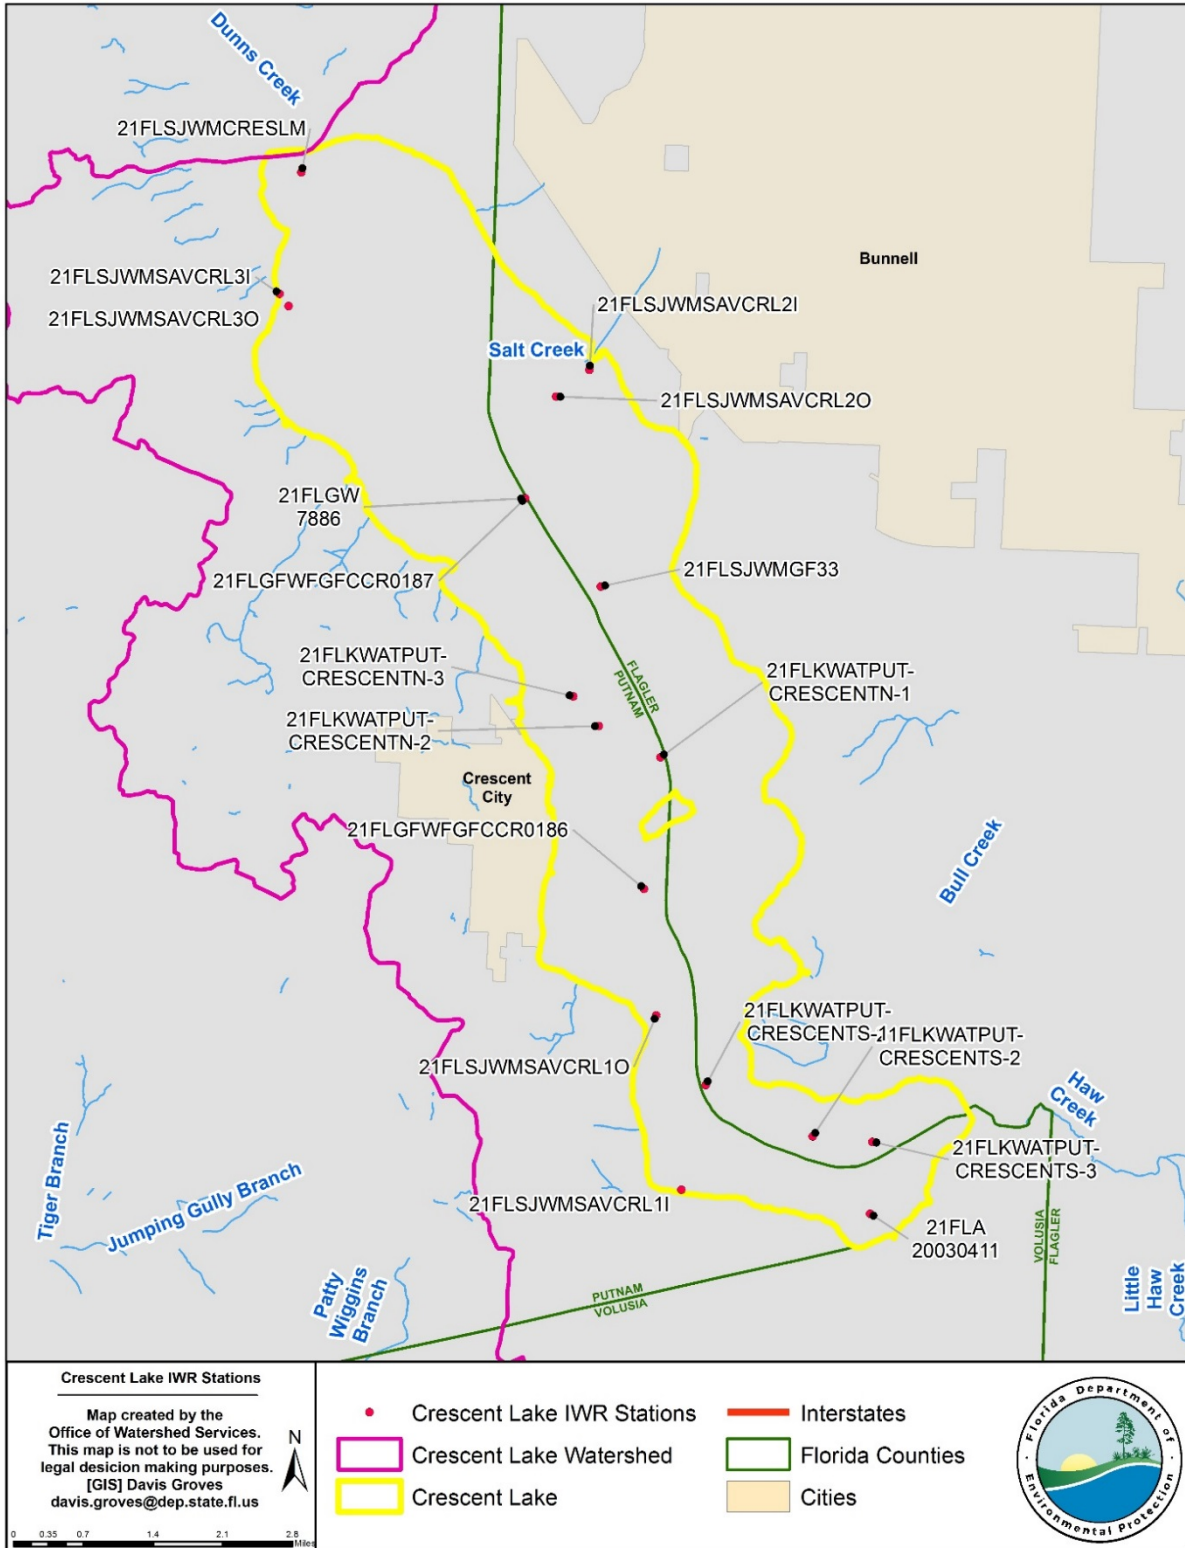 Dunns Creek
21FLSJWMCRESLM
Bunnell
21FLSJWMSAVCRL3I
21FLSJWMSAVCRL3O
21FLSJWMSAVCRL2I
Salt Creek
21FLSJWMSAVCRL2O
21FLGW
7886
21FLGFWFGFCCR0187
21FLSJWMGF33
FLAGLER
PUTNAM
21FLKWATPUT-
CRESCENTN-3
21FLKWATPUT-
CRESCENTN-1
21FLKWATPUT-
CRESCENTN-2
Crescent
City
21FLGFWFGFCCR0186
Bull Creek
21FLKWATPUT-
CRESCENTS-
21FLKWATPUT-
CRESCENTS-2
21FLSJWMSAVCRL1O
Haw
Creek
21FLKWATPUT-
CRESCENTS-3
Tiger Branch
Jumping Gully Branch
21FLSJWMSAVCRL1I
21FLA
20030411
VOLUSIA
FLAGLER
Patty
Wiggins
Branch
PUTNAM
VOLUSIA
Little
Haw
Creek
Crescent Lake IWR Stations
Map created by the
Office of Watershed Services.
This map is not to be used for
legal desicion making purposes.
[GIS] Davis Groves
davis.groves@dep.state.fl.us
N
0 0.35 0.7 1.4 2.1 2.8
Miles
Crescent Lake IWR Stations
Crescent Lake Watershed
Crescent Lake
Interstates
Florida Counties
Cities
Florida Department of
Environmental Protection